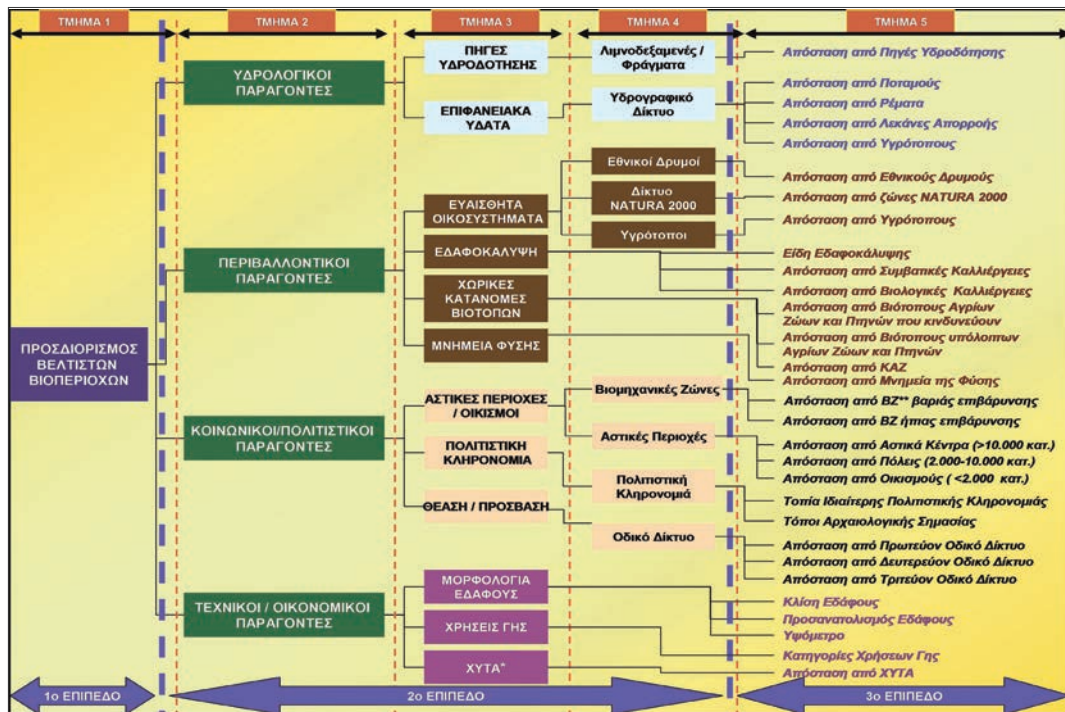 ΤΜΗΜΑ 1
ΤΜΗΜΑ 2
ΤΜΗΜΑ 3
ΤΜΗΜΑ 4
ΤΜΗΜΑ 5
ΠΡΟΣΔΙΟΡΙΣΜΟΣ
ΒΕΛΤΙΣΤΩΝ
ΒΙΟΠΕΡΙΟΧΩΝ
ΥΔΡΟΛΟΓΙΚΟΙ
ΠΑΡΑΓΟΝΤΕΣ
ΠΕΡΙΒΑΛΛΟΝΤΙΚΟΙ
ΠΑΡΑΓΟΝΤΕΣ
ΚΟΙΝΩΝΙΚΟΙ/ΠΟΛΙΤΙΣΤΙΚΟΙ
ΠΑΡΑΓΟΝΤΕΣ
ΤΕΧΝΙΚΟΙ / ΟΙΚΟΝΟΜΙΚΟΙ
ΠΑΡΑΓΟΝΤΕΣ
ΠΗΓΕΣ
ΥΔΡΟΔΟΤΗΣΗΣ
ΕΠΙΦΑΝΕΙΑΚΑ
ΥΔΑΤΑ
ΕΥΑΙΣΘΗΤΑ
ΟΙΚΟΣΥΣΤΗΜΑΤΑ
ΕΔΑΦΟΚΑΛΥΨΗ
ΧΩΡΙΚΕΣ
ΚΑΤΑΝΟΜΕΣ
ΒΙΟΤΟΠΩΝ
ΜΝΗΜΕΙΑ ΦΥΣΗΣ
ΑΣΤΙΚΕΣ ΠΕΡΙΟΧΕΣ
/ ΟΙΚΙΣΜΟΙ
ΠΟΛΙΤΙΣΤΙΚΗ
ΚΛΗΡΟΝΟΜΙΑ
ΘΕΑΣΗ / ΠΡΟΣΒΑΣΗ
ΜΟΡΦΟΛΟΓΙΑ
ΕΔΑΦΟΥΣ
ΧΡΗΣΕΙΣ ΓΗΣ
ΧΥΤΑ*
Λιμνοδεξαμενές /
Φράγματα
Υδρογραφικό
Δίκτυο
Εθνικοί Δρυμοί
Δίκτυο
NATURA 2000
Υγρότοποι
Βιομηχανικές Ζώνες
Αστικές Περιοχές
Πολιτιστική
Κληρονομιά
Οδικό Δίκτυο
Απόσταση από Πηγές Υδροδότησης
Απόσταση από Ποταμούς
Απόσταση από Ρέματα
Απόσταση από Λεκάνες Απορροής
Απόσταση από Υγρότοπους
Απόσταση από Εθνικούς Δρυμούς
Απόσταση από ζώνες NATURA 2000
Απόσταση από Υγρότοπους
Είδη Εδαφοκάλυψης
Απόσταση από Συμβατικές Καλλιέργειες
Απόσταση από Βιολογικές Καλλιέργειες
Απόσταση από Βιότοπους Αγρίων
Ζώων και Πτηνών που κινδυνεύουν
Απόσταση από Βιότοπους υπόλοιπων
Αγρίων Ζώων και Πτηνών
Απόσταση από ΚΑΖ
Απόσταση από Μνημεία της Φύσης
Απόσταση από ΒΖ** βαριάς επιβάρυνσης
Απόσταση από ΒΖ ήπιας επιβάρυνσης
Απόσταση από Αστικά Κέντρα (>10.000 κατ.)
Απόσταση από Πόλεις (2.000-10.000 κατ.)
Απόσταση από Οικισμούς ( <2.000 κατ.)
Τοπία Ιδιαίτερης Πολιτιστικής Κληρονομιάς
Τόποι Αρχαιολογικής Σημασίας
Απόσταση από Πρωτεύον Οδικό Δίκτυο
Απόσταση από Δευτερεύον Οδικό Δίκτυο
Απόσταση από Τριτεύον Οδικό Δίκτυο
Κλίση Εδάφους
Προσανατολισμός Εδάφους
Υψόμετρο
Κατηγορίες Χρήσεων Γης
Απόσταση από ΧΥΤΑ
1ο ΕΠΙΠΕΔΟ
2ο ΕΠΙΠΕΔΟ
3ο ΕΠΙΠΕΔΟ